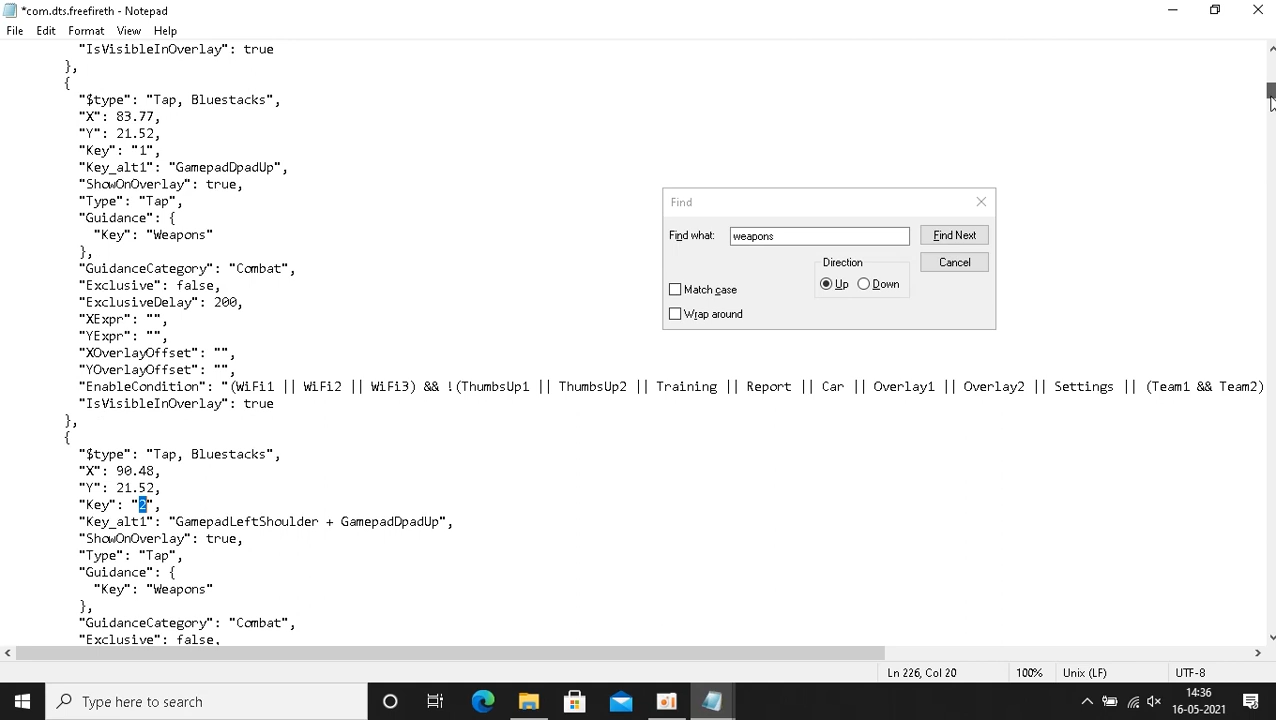 *com.dts.freefireth - Notepad
File Edit Format View Help
"IsVisibleInOverlay": true
},
{
"$type": "Tap, Bluestacks",
"X": 83.77,
"Y": 21.52,
"Key": "1",
"Key_alt1": "GamepadDpadUp",
"ShowOnOverlay": true,
"Type": "Tap",
"Guidance": {
"Key": "Weapons"
},
"GuidanceCategory": "Combat",
"Exclusive": false,
"ExclusiveDelay": 200,
"XExpr": "",
"YExpr": "",
"XOverlayOffset": "",
"YOverlayOffset": "",
"EnableCondition": "(WiFi1 || WiFi2 || WiFi3) && !(ThumbsUp1 || ThumbsUp2 || Training || Report || Car || Overlay1 || Overlay2 || Settings || (Team1 && Team2)
"IsVisibleInOverlay": true
},
{
"$type": "Tap, Bluestacks",
"X": 90.48,
"Y": 21.52,
"Key": "2",
"Key_alt1": "GamepadLeftShoulder + GamepadDpadUp",
"ShowOnOverlay": true,
"Type": "Tap",
"Guidance": {
"Key": "Weapons"
},
"GuidanceCategory": "Combat",
"Exclusive": false,
Find
Find what: weapons Find Next
Direction Cancel
Up Down
Match case
Wrap around
Ln 226, Col 20 100% Unix (LF) UTF-8
Type here to search
14:36
16-05-2021